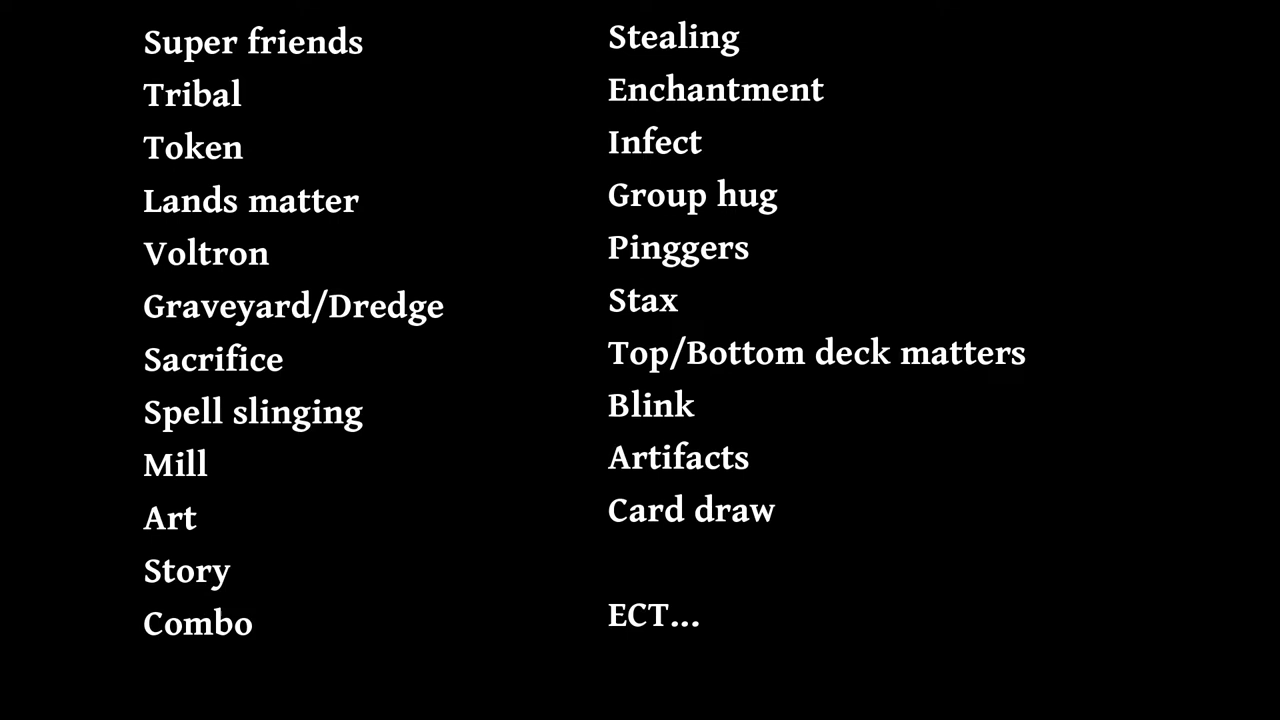 Super friends
Tribal
Token
Lands matter
Voltron
Graveyard/Dredge
Sacrifice
Spell slinging
Mill
Art
Story
Combo
Stealing
Enchantment
Infect
Group hug
Pinggers
Stax
Top/Bottom deck matters
Blink
Artifacts
Card draw
ECT...